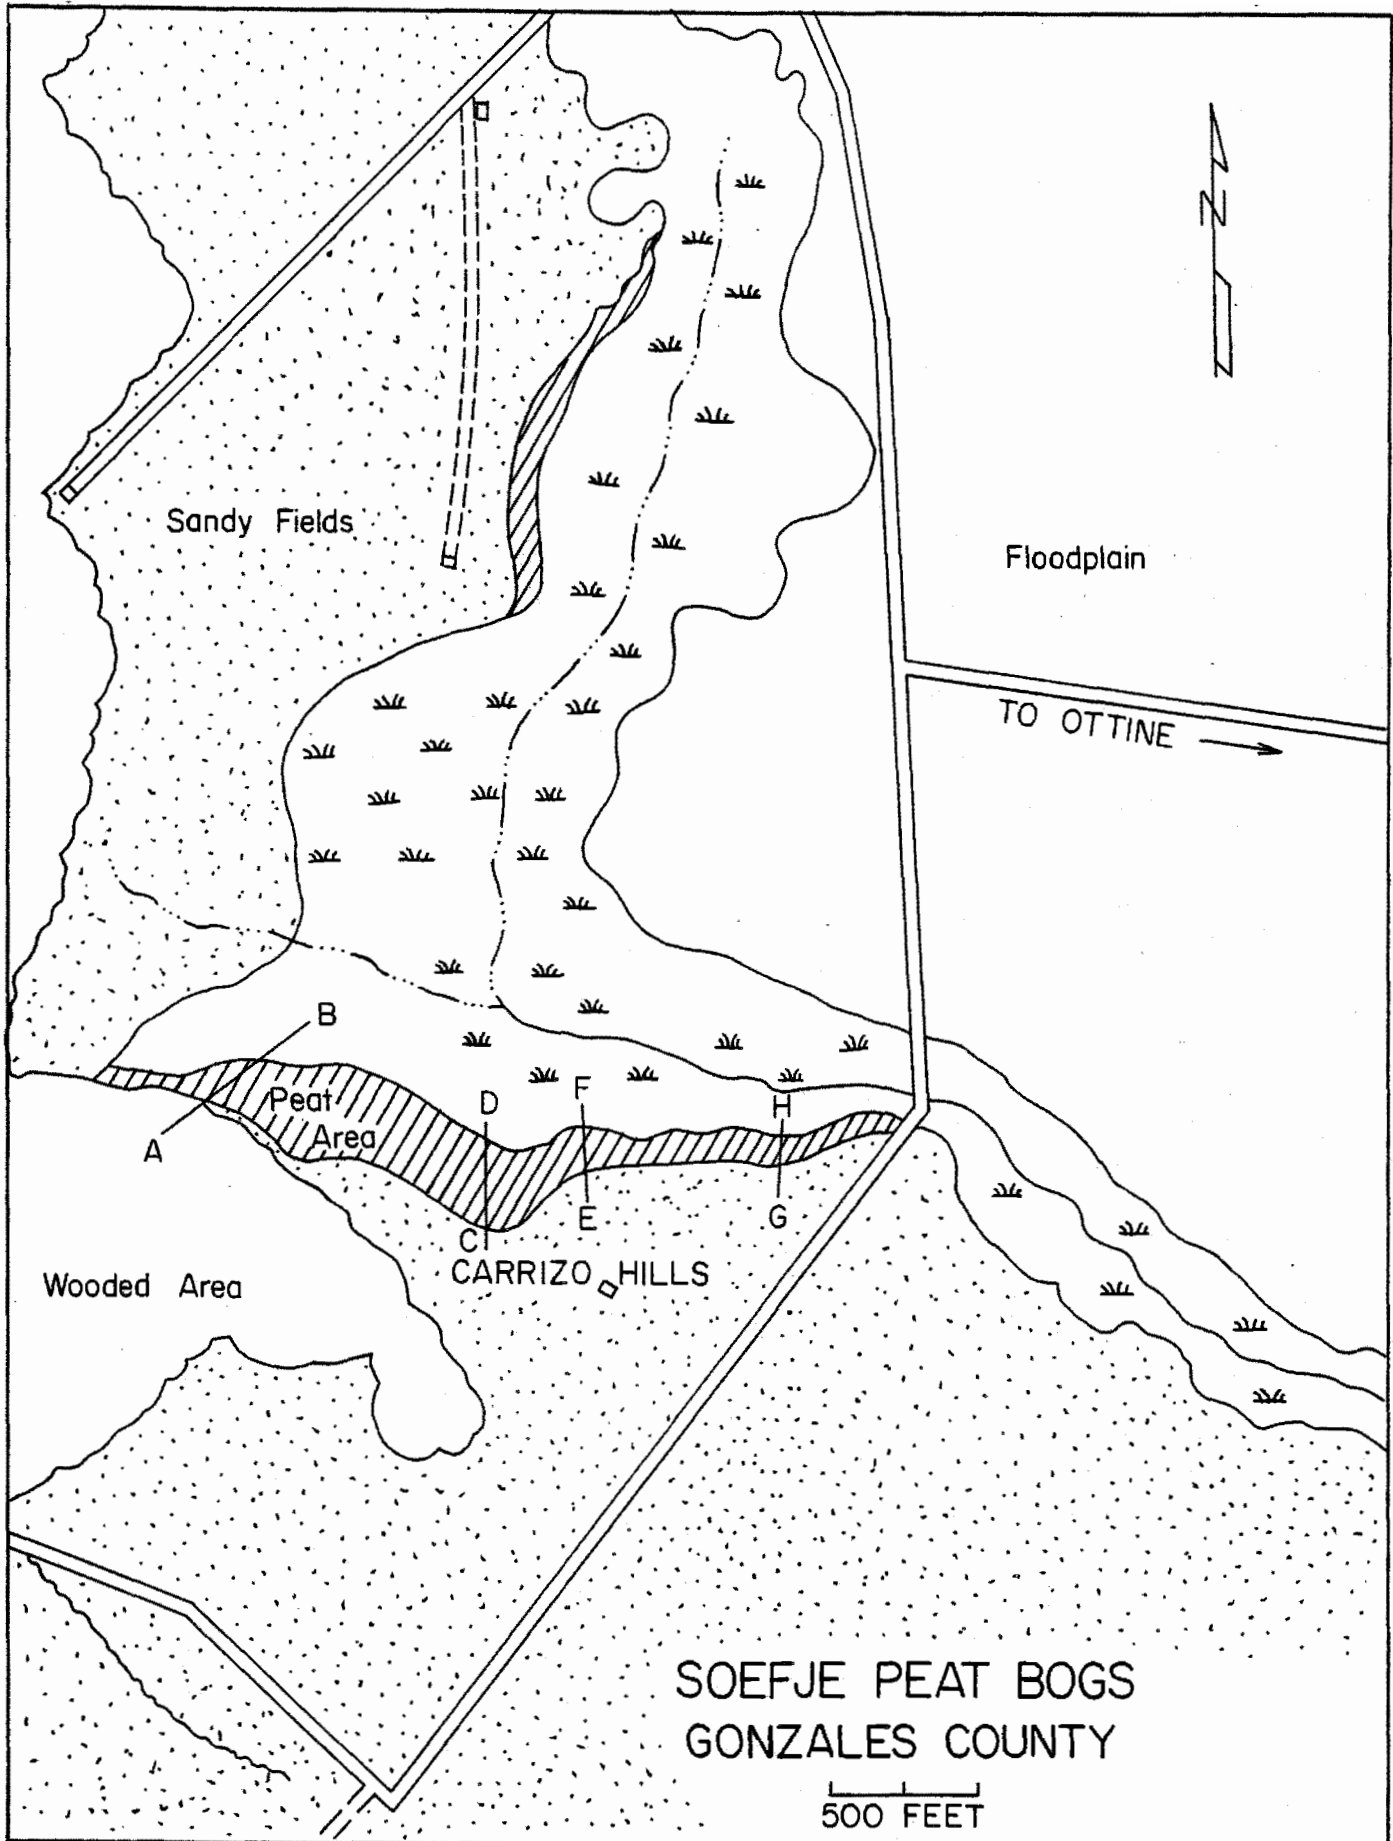 N
Sandy Fields
Floodplain
TO OTTINE
B
Peat
Area
D
F
H
A
C
E
G
CARRIZO HILLS
Wooded Area
SOEFJE PEAT BOGS
GONZALES COUNTY
500 FEET